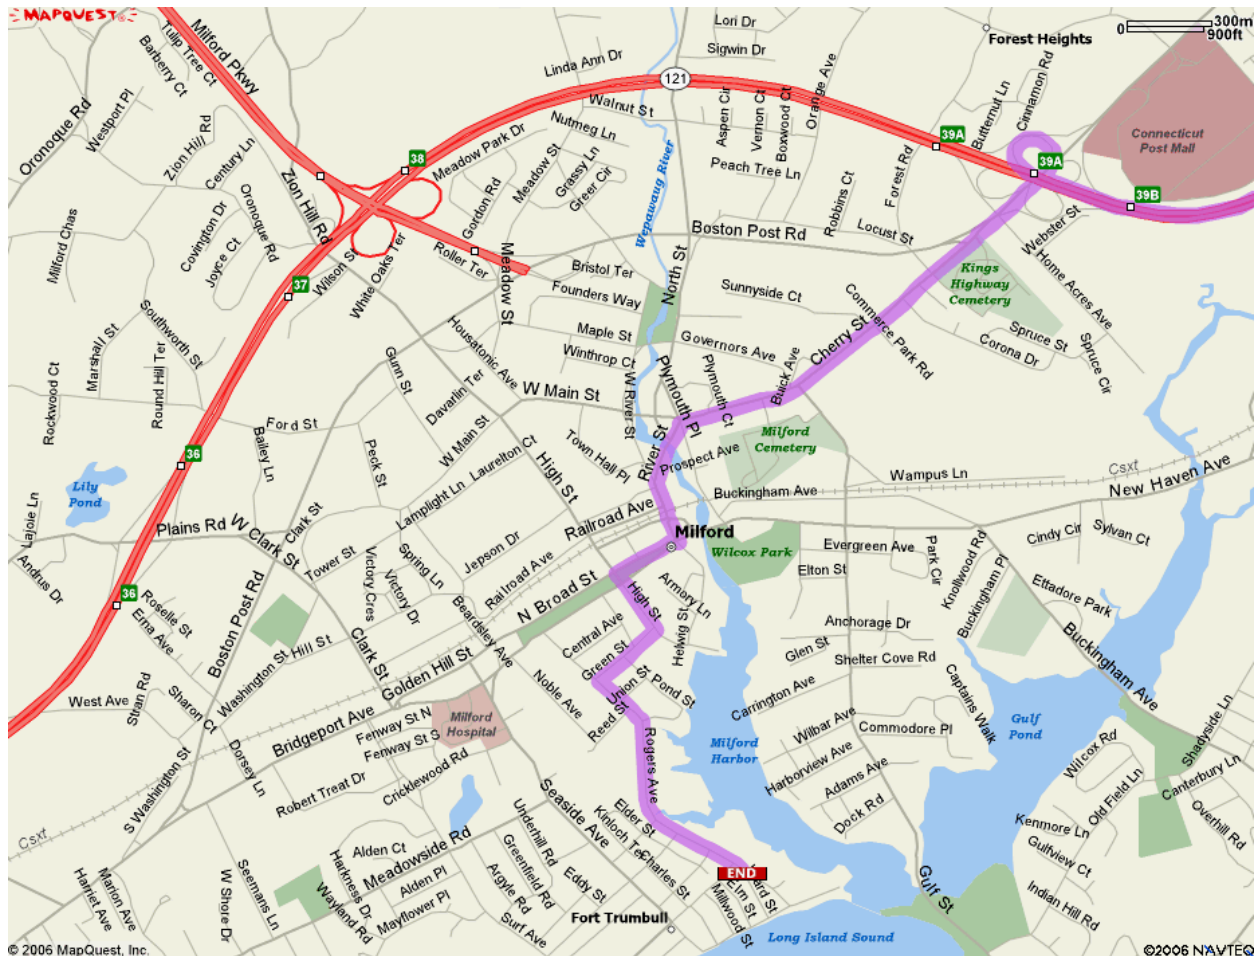 MAPQUEST
Milford Pkwy
Tulip Tree Ct
Barberry Ct
Westport Pl
Oronoque Rd
Zion Hill Rd
Century Ln
Zion Hill Rd
Oronoque Rd
Covington Dr
Joyce Ct
Milford Chas
Linda Ann Dr
Lori Dr
Sigwin Dr
121
Walnut St
Nutmeg Ln
Meadow Park Dr
38
Meadow St
Grassy Ln
Greer Cir
Gordon Rd
Wepawaug River
Aspen Cir
Vernon Ct
Boxwood Ct
Orange Ave
Peach Tree Ln
Robbins Ct
Forest Rd
39A
Butternut Ln
Cinnamon Rd
39A
39B
Forest Heights
0
300m
900ft
Connecticut
Post Mall
Webster St
Home Acres Ave
Locust St
Boston Post Rd
North St
Kings
Highway
Cemetery
Spruce St
Corona Dr
Spruce Cir
Commerce Park Rd
Cherry St
Sunnyside Ct
Governors Ave
Buick Ave
Plymouth Ct
Plymouth Pl
Bristol Ter
Founders Way
Maple St
Winthrop Ct
W River St
Roller Ter
Meadow St
White Oaks Ter
Wilson St
37
Housatonic Ave
W Main St
Southworth St
Marshall St
Round Hill Ter
Rockwood Ct
Gunn St
Davarlin Ter
W Main St
Ford St
Bailey Ln
Peck St
Laurelton Ct
Lamplight Ln
High St
Town Hall Pl
River St
Prospect Ave
Milford
Cemetery
Wampus Ln
Csxt
New Haven Ave
Buckingham Ave
Railroad Ave
Milford
Wilcox Park
36
Lily
Pond
Lajoie Ln
Plains Rd
W Clark St
Clark St
Tower St
Victory Cres
Spring Ln
Victory Dr
Jepson Dr
Railroad Ave
Beardsley Ave
N Broad St
Andrus Dr
36
Roselle St
Erna Ave
Boston Post Rd
Hill St
Washington St
Clark St
Golden Hill St
Central Ave
Green St
High St
Armory Ln
Helwig St
Pond St
Noble Ave
Reed St
Rogers Ave
Evergreen Ave
Elton St
Park Cir
Knollwood Rd
Buckingham Pl
Cindy Cir
Sylvan Ct
Ettadore Park
Buckingham Ave
Anchorage Dr
Glen St
Shelter Cove Rd
Captains Walk
Carrington Ave
Wilbar Ave
Commodore Pl
Harborview Ave
Adams Ave
Dock Rd
Milford
Harbor
Gulf
Pond
Wilcox Rd
Old Field Ln
Shadyside Ln
Canterbury Ln
Overhill Rd
Kenmore Ln
Gulfview Ct
Indian Hill Rd
Gulf St
West Ave
Stran Rd
Sharon Ct
Dorsey Ln
S Washington St
Bridgeport Ave
Fenway St N
Fenway St S
Milford
Hospital
Robert Treat Dr
Cricklewood Rd
Csxt
Seaside Ave
Meadowside Rd
Alden Ct
Alden Pl
Mayflower Pl
Harkness Dr
Wayland Rd
Seemans Ln
W Shore Dr
Marion Ave
Harriet Ave
Underhill Rd
Greenfield Rd
Argyle Rd
Eddy St
Surf Ave
Elder St
Kinloch Ter
Charles St
END
Elm St
Millwood St
Fort Trumbull
Long Island Sound
© 2006 MapQuest, Inc.
©2006 NAVTEQ